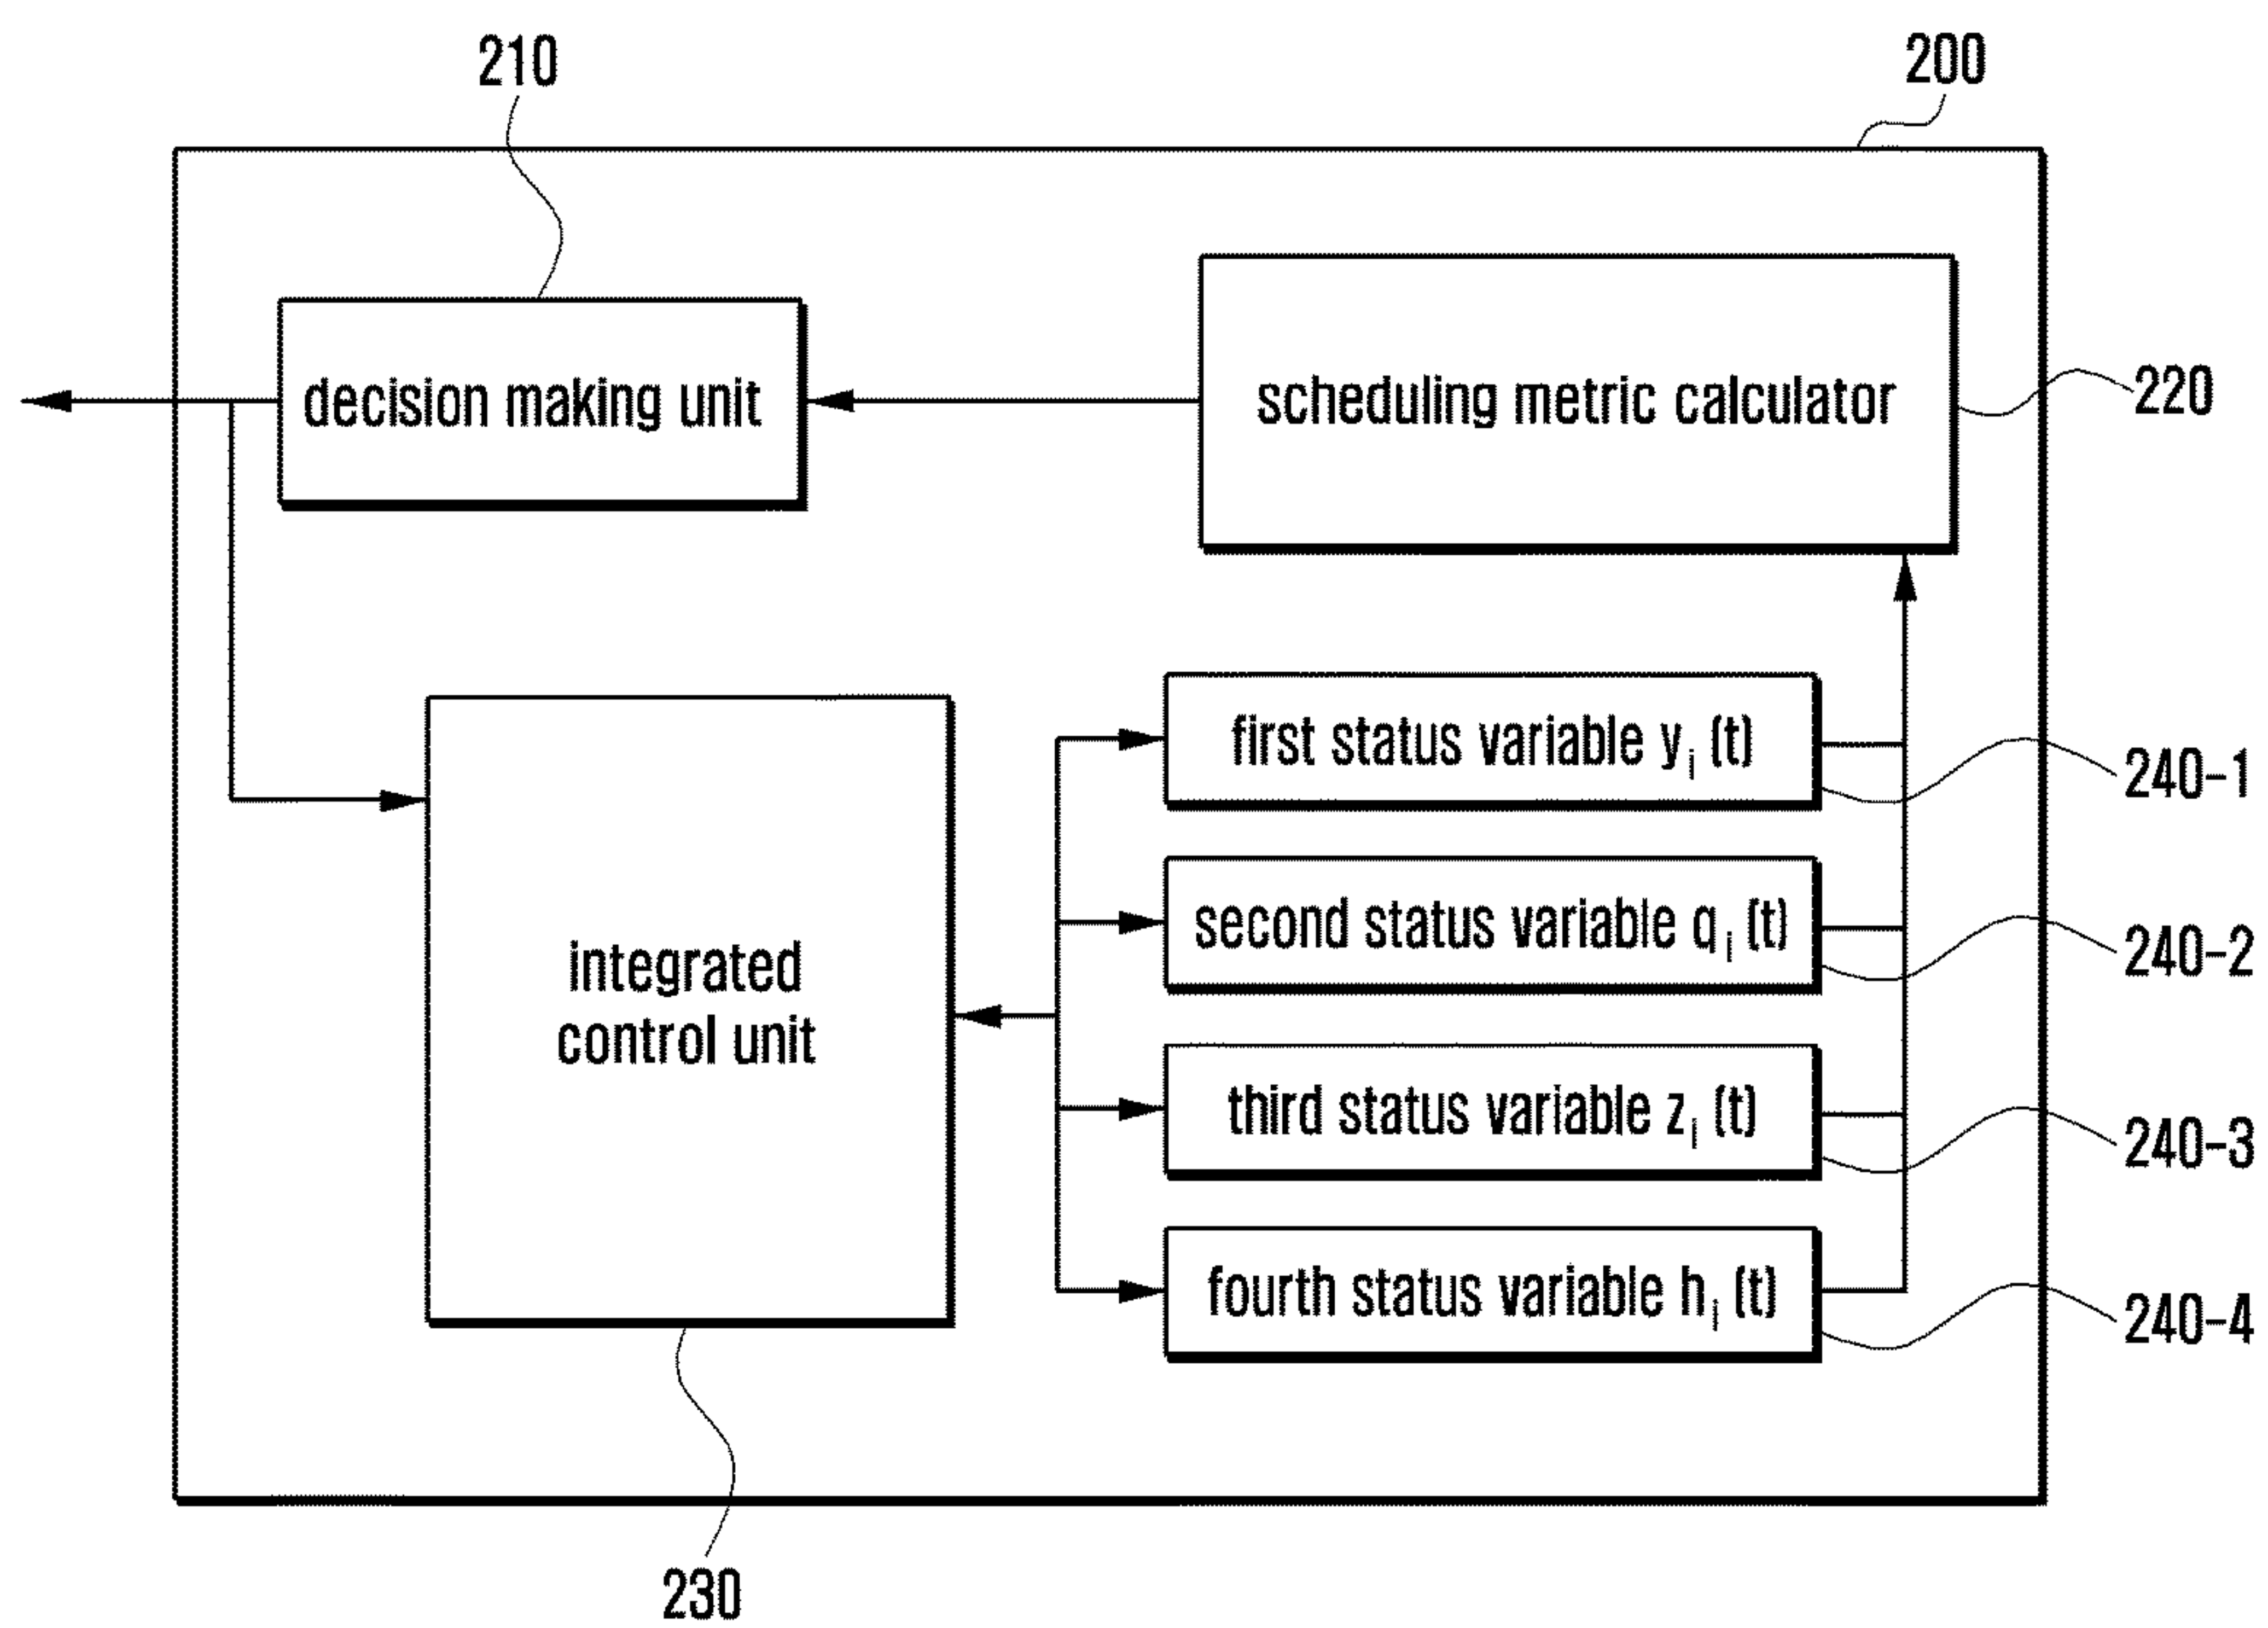 210
200
decision making unit
scheduling metric calculator
220
first status variable yi (t)
240-1
second status variable qi (t)
240-2
integrated
control unit
third status variable zi (t)
240-3
fourth status variable hi (t)
240-4
230